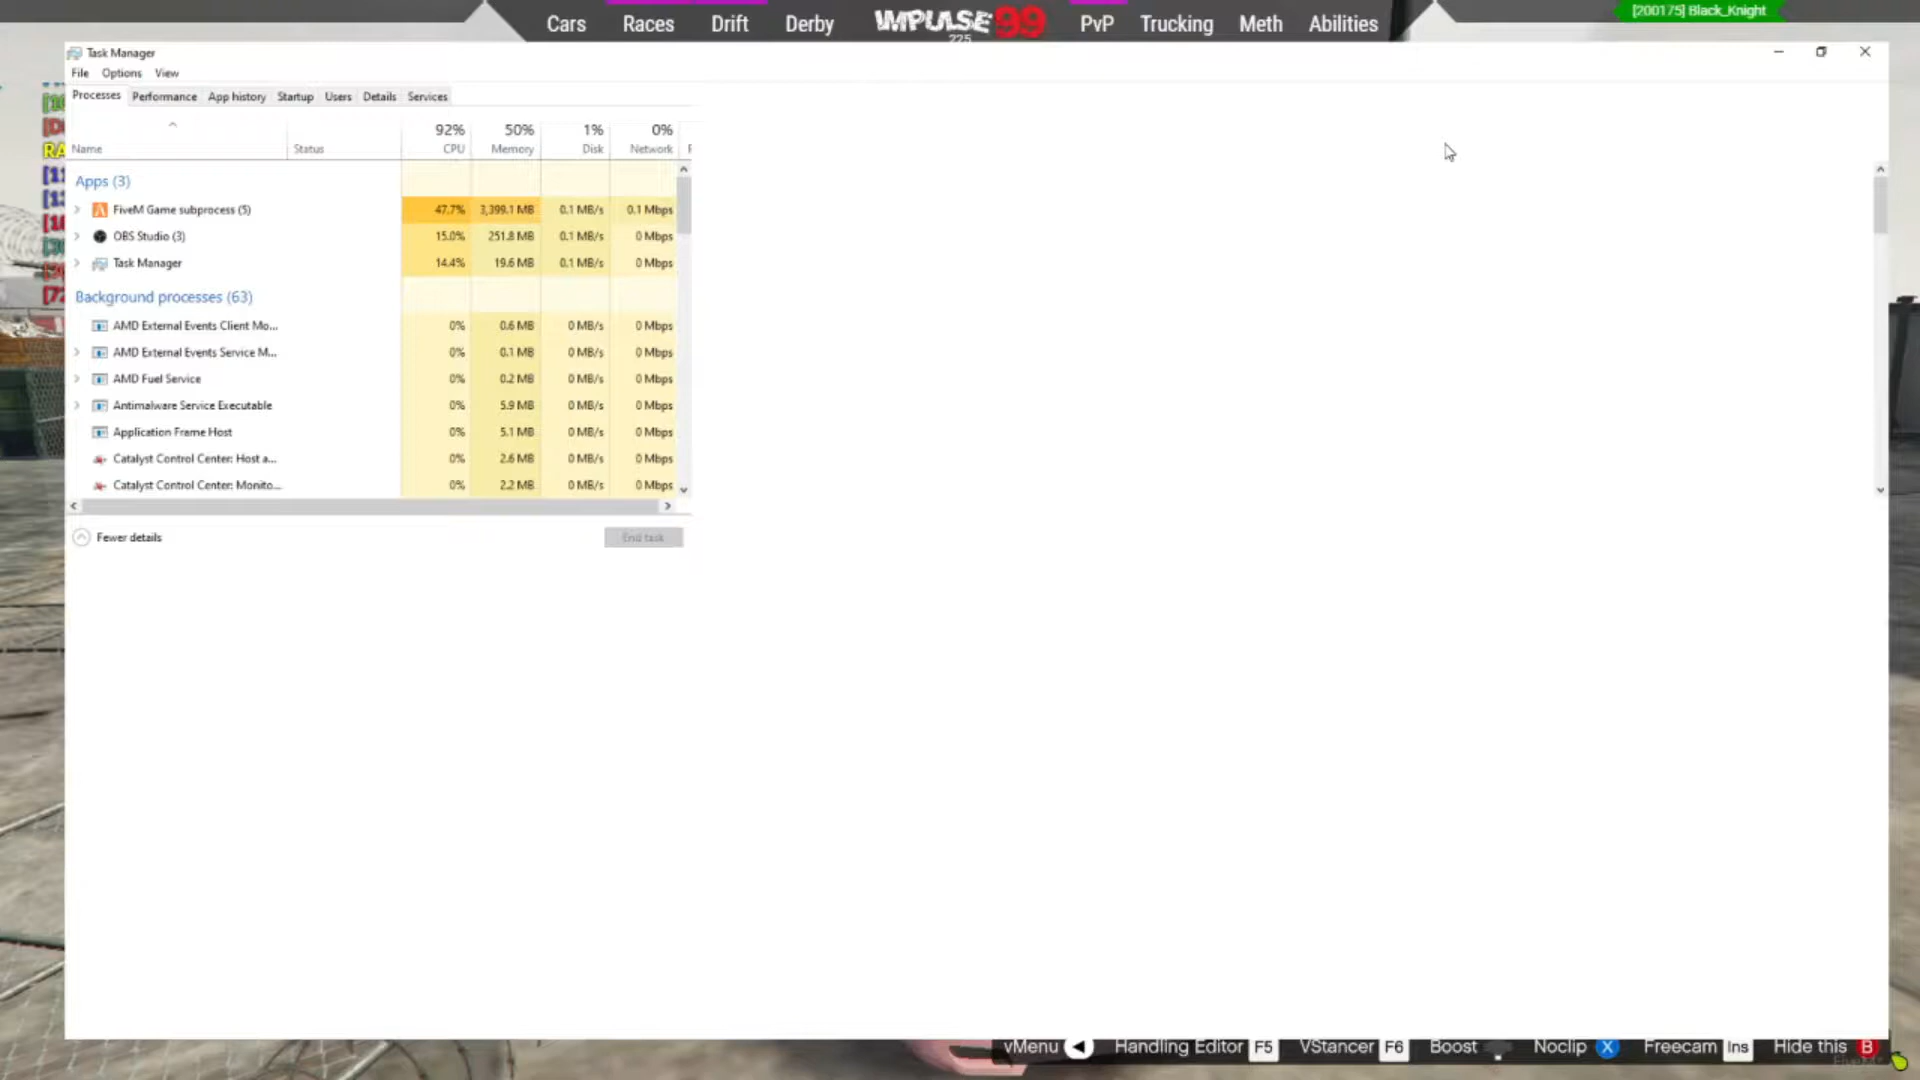 Cars Races Drift Derby IMPULSE99 PvP Trucking Meth Abilities
225
[200175] Black_Knight
Task Manager
File Options View
Processes Performance App history Startup Users Details Services
92% 50% 1% 0%
Name Status CPU Memory Disk Network
Apps (3)
FiveM Game subprocess (5) 47.7% 3,399.1 MB 0.1 MB/s 0.1 Mbps
OBS Studio (3) 15.0% 251.8 MB 0.1 MB/s 0 Mbps
Task Manager 14.4% 19.6 MB 0.1 MB/s 0 Mbps
Background processes (63)
AMD External Events Client Mo... 0% 0.6 MB 0 MB/s 0 Mbps
AMD External Events Service M... 0% 0.1 MB 0 MB/s 0 Mbps
AMD Fuel Service 0% 0.2 MB 0 MB/s 0 Mbps
Antimalware Service Executable 0% 5.9 MB 0 MB/s 0 Mbps
Application Frame Host 0% 5.1 MB 0 MB/s 0 Mbps
Catalyst Control Center: Host a... 0% 2.6 MB 0 MB/s 0 Mbps
Catalyst Control Center: Monito... 0% 2.2 MB 0 MB/s 0 Mbps
Fewer details End task
vMenu Handling Editor F5 VStancer F6 Boost Noclip X Freecam Ins Hide this B